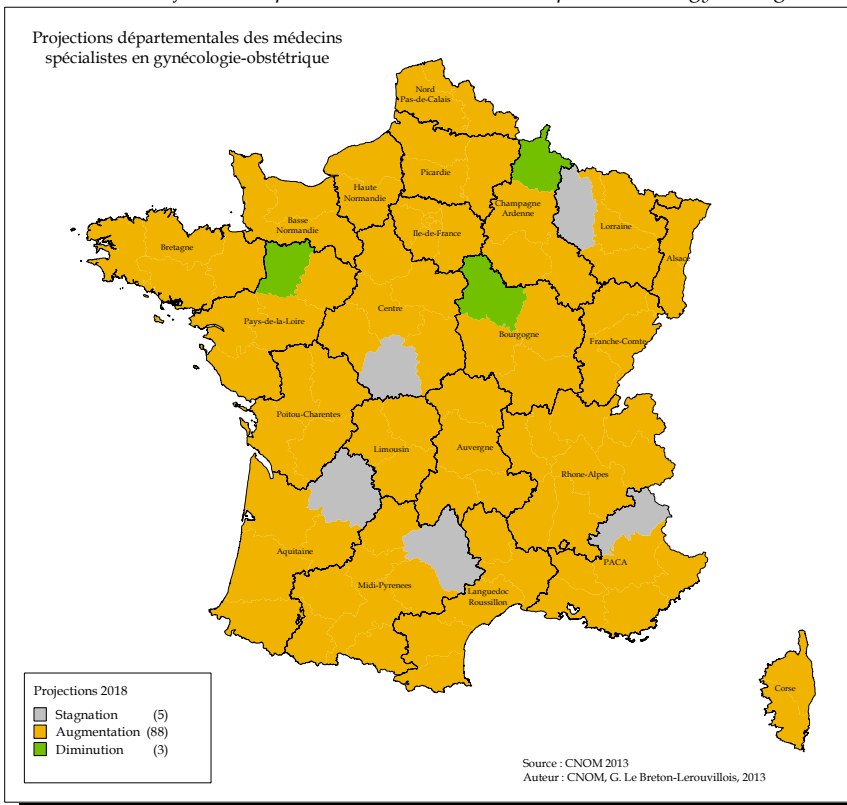 Projections départementales des médecins
spécialistes en gynécologie-obstétrique
Nord
Pas-de-Calais
Picardie
Haute
Normandie
Champagne
Ardenne
Lorraine
Basse
Normandie
Ile-de-France
Bretagne
Alsace
Centre
Pays-de-la-Loire
Bourgogne
Franche-Comte
Poitou-Charentes
Limousin
Auvergne
Rhone-Alpes
Aquitaine
PACA
Midi-Pyrenees
Languedoc
Roussillon
Corse
Projections 2018
Stagnation (5)
Augmentation (88)
Diminution (3)
Source : CNOM 2013
Auteur : CNOM, G. Le Breton-Lerouvillois, 2013